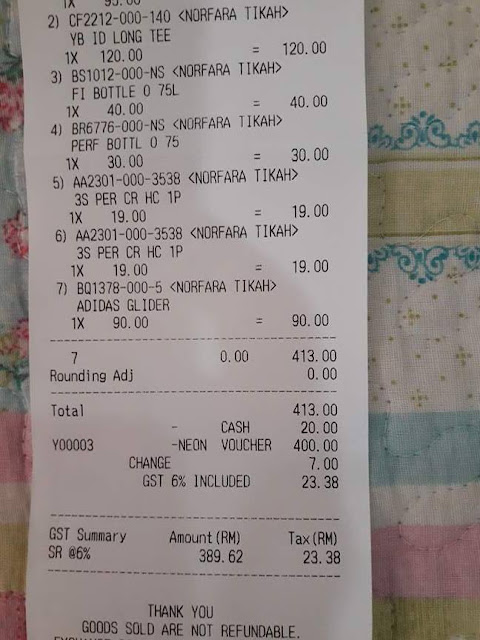 1X 95.00
2) CF2212-000-140 <NORFARA TIKAH>
YB ID LONG TEE
1X 120.00 = 120.00
3) BS1012-000-NS <NORFARA TIKAH>
FI BOTTLE 0 75L
1X 40.00 = 40.00
4) BR6776-000-NS <NORFARA TIKAH>
PERF BOTTL 0 75
1X 30.00 = 30.00
5) AA2301-000-3538 <NORFARA TIKAH>
3S PER CR HC 1P
1X 19.00 = 19.00
6) AA2301-000-3538 <NORFARA TIKAH>
3S PER CR HC 1P
1X 19.00 = 19.00
7) BQ1378-000-5 <NORFARA TIKAH>
ADIDAS GLIDER
1X 90.00 = 90.00
7 0.00 413.00
Rounding Adj 0.00
Total 413.00
- CASH 20.00
Y00003 -NEON VOUCHER 400.00
CHANGE 7.00
GST 6% INCLUDED 23.38
GST Summary Amount(RM) Tax(RM)
SR @6% 389.62 23.38
THANK YOU
GOODS SOLD ARE NOT REFUNDABLE.